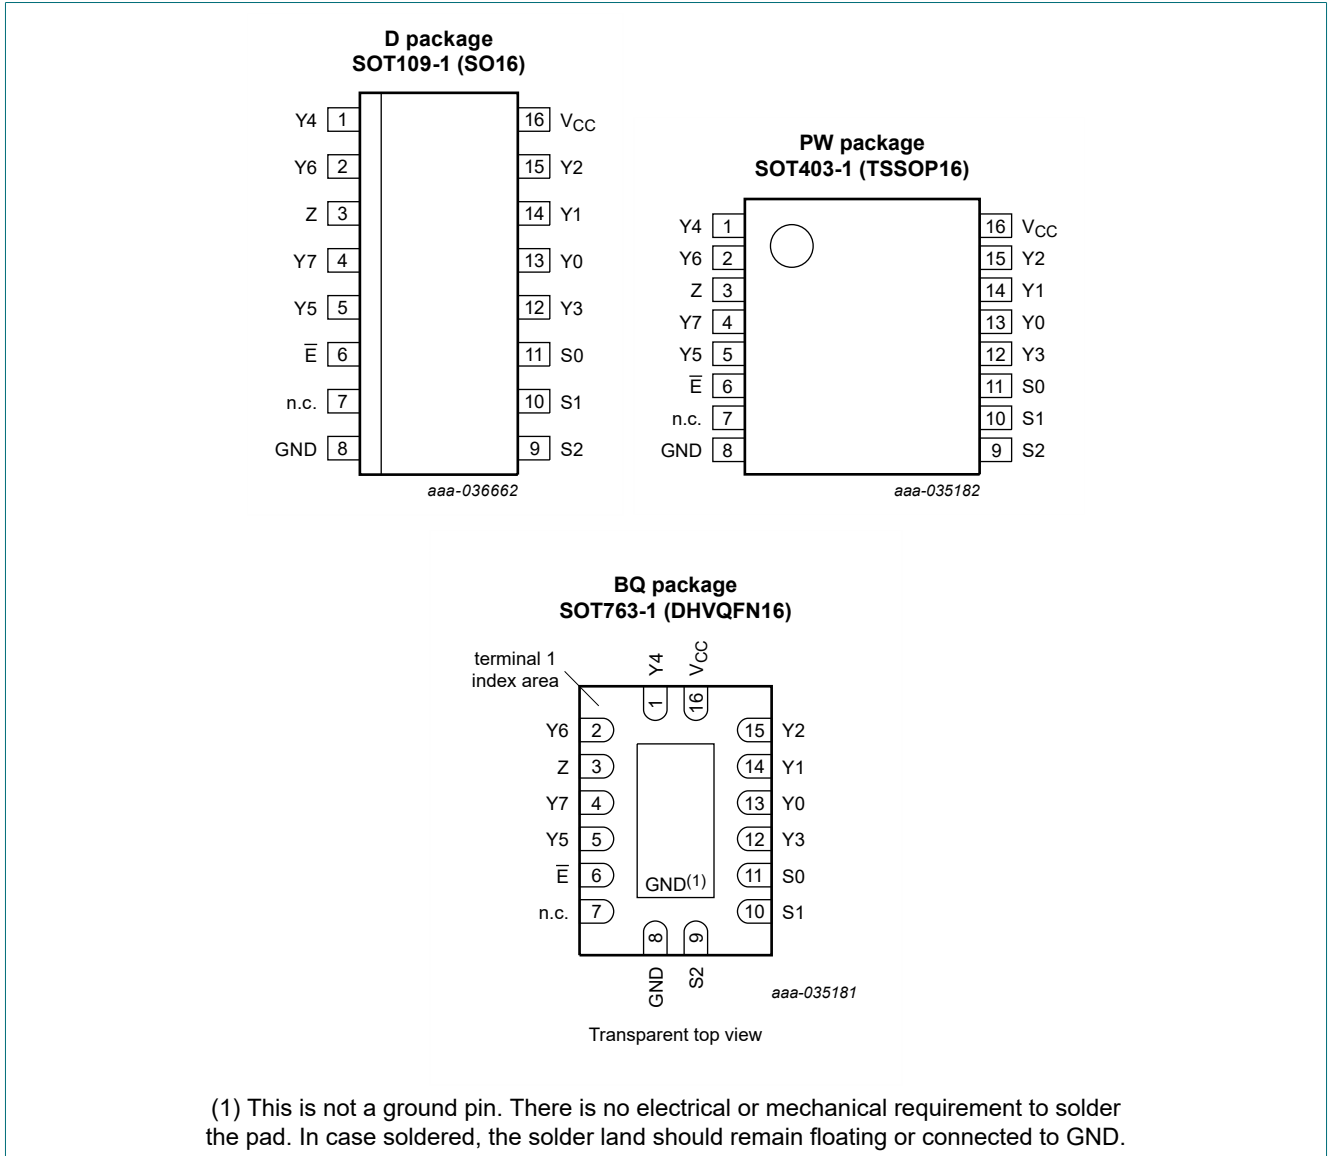 D package
SOT109-1 (SO16)
Y4 1 16 VCC
Y6 2 15 Y2
Z 3 14 Y1
Y7 4 13 Y0
Y5 5 12 Y3
E̅ 6 11 S0
n.c. 7 10 S1
GND 8 9 S2
aaa-036662
PW package
SOT403-1 (TSSOP16)
Y4 1 16 VCC
Y6 2 15 Y2
Z 3 14 Y1
Y7 4 13 Y0
Y5 5 12 Y3
E̅ 6 11 S0
n.c. 7 10 S1
GND 8 9 S2
aaa-035182
BQ package
SOT763-1 (DHVQFN16)
terminal 1
index area
Y4 VCC
1 16
Y6 2 15 Y2
Z 3 14 Y1
Y7 4 13 Y0
Y5 5 12 Y3
E̅ 6 11 S0
GND(1)
n.c. 7 10 S1
8 9
GND S2
aaa-035181
Transparent top view
(1) This is not a ground pin. There is no electrical or mechanical requirement to solder
the pad. In case soldered, the solder land should remain floating or connected to GND.